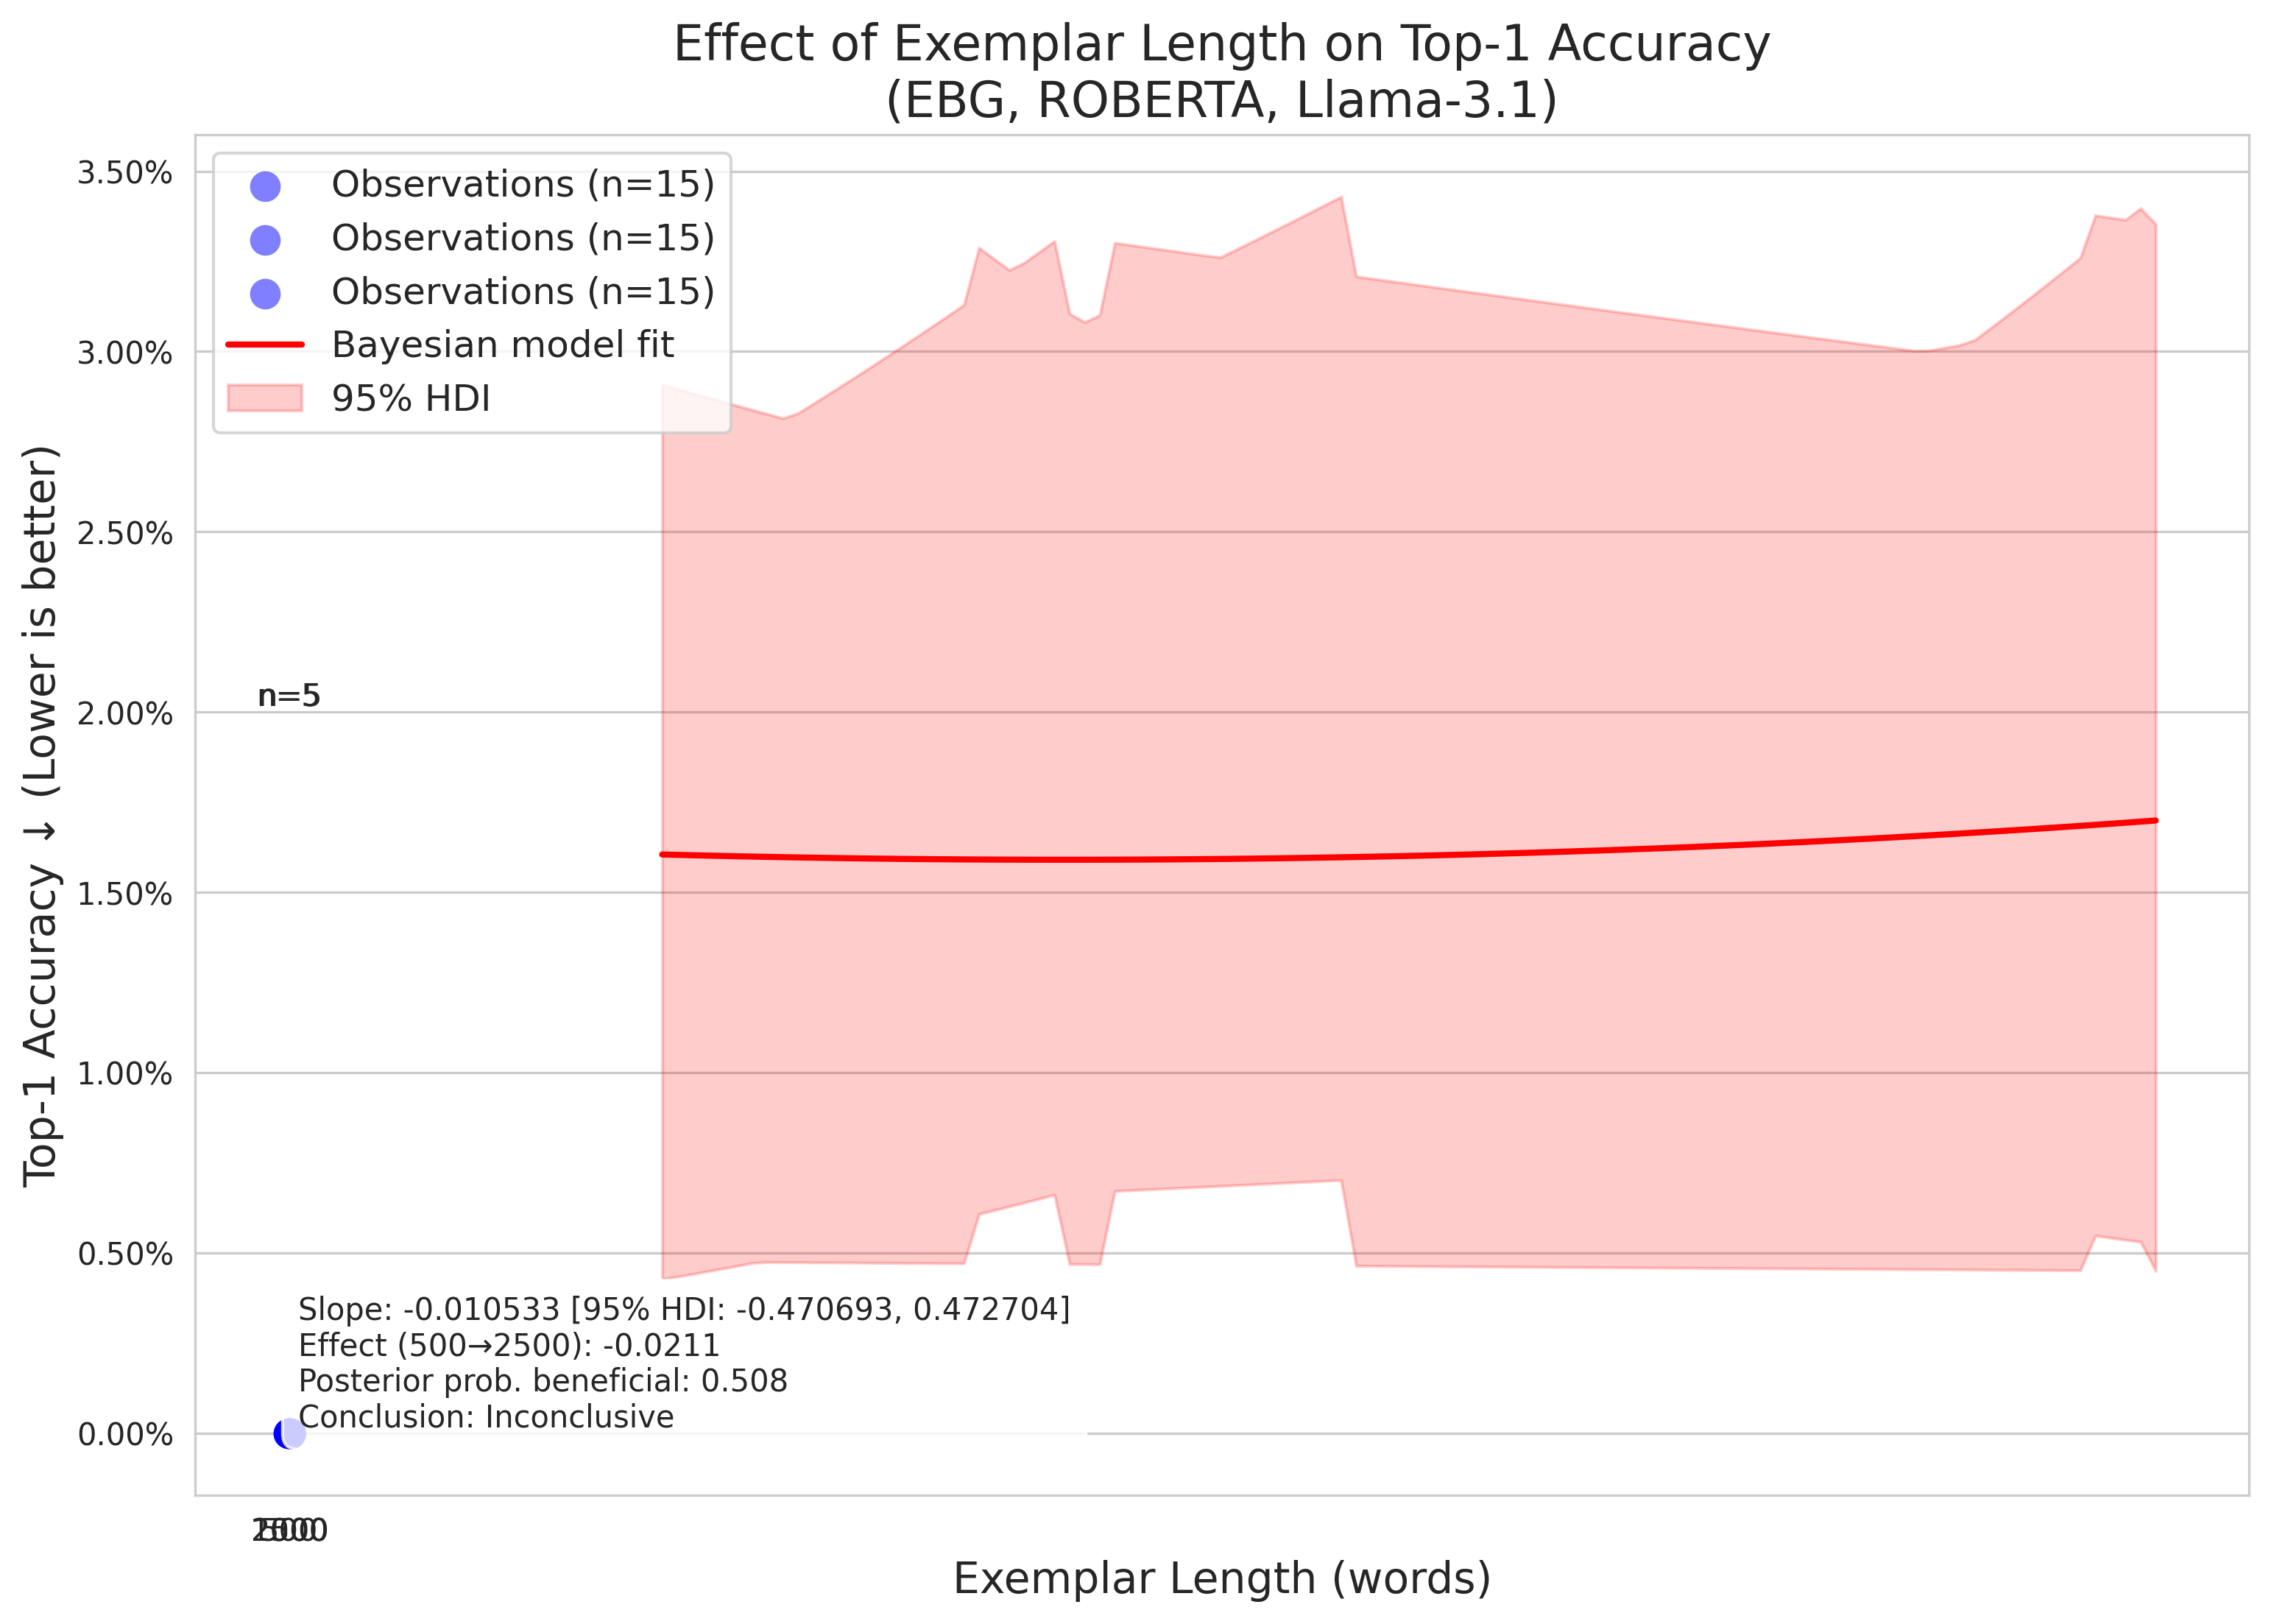 Effect of Exemplar Length on Top-1 Accuracy
(EBG, ROBERTA, Llama-3.1)
Observations (n=15)
Observations (n=15)
Observations (n=15)
Bayesian model fit
95% HDI
Top-1 Accuracy ↓ (Lower is better)
3.50%
3.00%
2.50%
2.00%
1.50%
1.00%
0.50%
0.00%
n=5
Slope: -0.010533 [95% HDI: -0.470693, 0.472704]
Effect (500→2500): -0.0211
Posterior prob. beneficial: 0.508
Conclusion: Inconclusive
Exemplar Length (words)